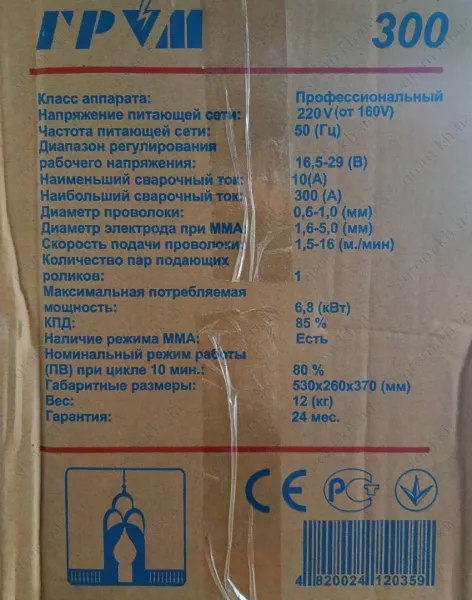 ГРУМ 300
Класс аппарата: Профессиональный
Напряжение питающей сети: 220V (от 160V)
Частота питающей сети: 50 (Гц)
Диапазон регулирования
рабочего напряжения: 16,5-29 (В)
Наименьший сварочный ток: 10(А)
Наибольший сварочный ток: 300 (А)
Диаметр проволоки: 0,6-1,0 (мм)
Диаметр электрода при ММА: 1,6-5,0 (мм)
Скорость подачи проволоки: 1,5-16 (м./мин)
Количество пар подающих
роликов: 1
Максимальная потребляемая
мощность: 6,8 (кВт)
КПД: 85 %
Наличие режима ММА: Есть
Номинальный режим работы
(ПВ) при цикле 10 мин.: 80 %
Габаритные размеры: 530х260х370 (мм)
Вес: 12 (кг)
Гарантия: 24 мес.
CE РСТ
4 820024 120359